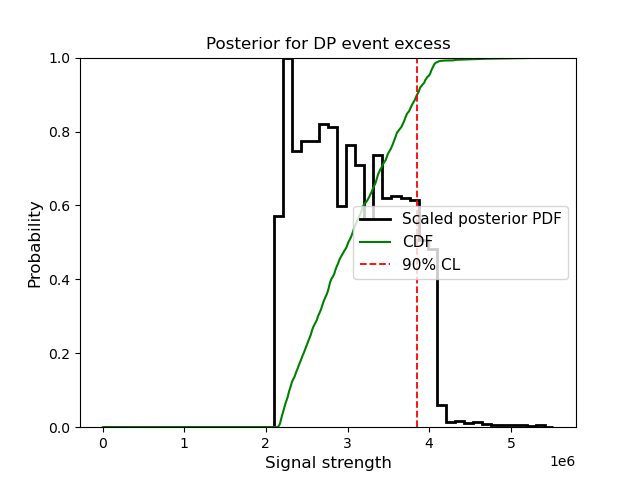 Posterior for DP event excess
Probability
1.0
0.8
0.6
0.4
0.2
0.0
Scaled posterior PDF
CDF
90% CL
0 1 2 3 4 5
1e6
Signal strength